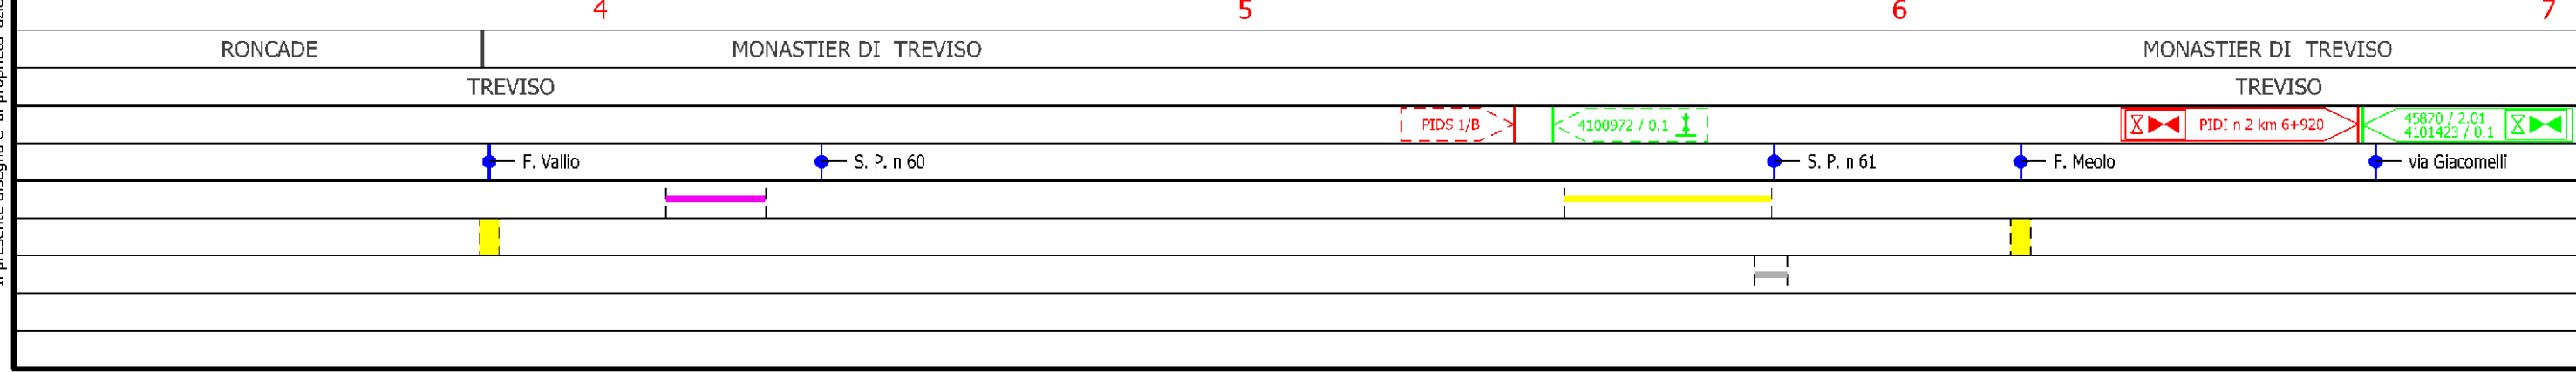 4 5 6 7
RONCADE MONASTIER DI TREVISO MONASTIER DI TREVISO
TREVISO TREVISO
PIDS 1/B 4100972 / 0.1 PIDI n 2 km 6+920 45870 / 2.01
4101423 / 0.1
F. Vallio S. P. n 60 S. P. n 61 F. Meolo via Giacomelli